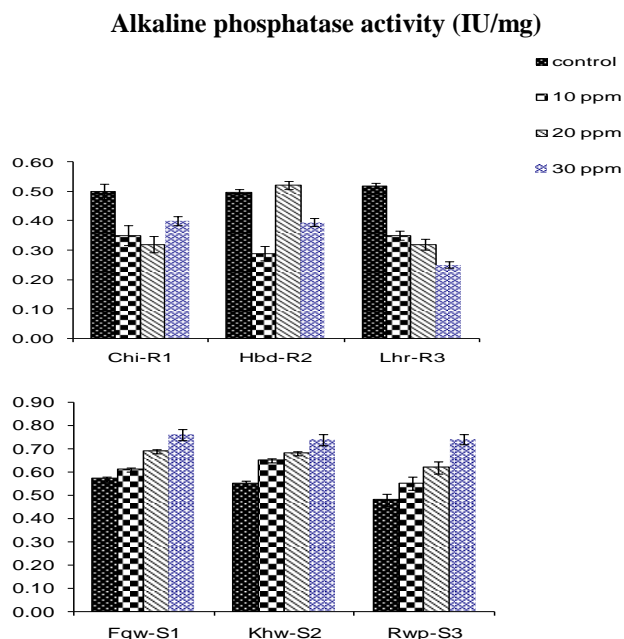 Alkaline phosphatase activity (IU/mg)
control
10 ppm
20 ppm
30 ppm
0.60
0.50
0.40
0.30
0.20
0.10
0.00
Chi-R1 Hbd-R2 Lhr-R3
0.90
0.80
0.70
0.60
0.50
0.40
0.30
0.20
0.10
0.00
Fqw-S1 Khw-S2 Rwp-S3